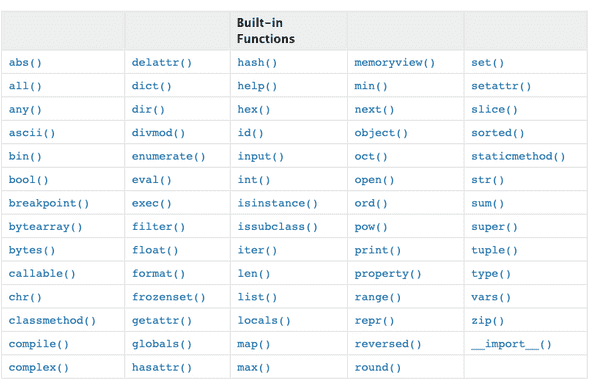 Built-in
Functions
abs() delattr() hash() memoryview() set()
all() dict() help() min() setattr()
any() dir() hex() next() slice()
ascii() divmod() id() object() sorted()
bin() enumerate() input() oct() staticmethod()
bool() eval() int() open() str()
breakpoint() exec() isinstance() ord() sum()
bytearray() filter() issubclass() pow() super()
bytes() float() iter() print() tuple()
callable() format() len() property() type()
chr() frozenset() list() range() vars()
classmethod() getattr() locals() repr() zip()
compile() globals() map() reversed() __import__()
complex() hasattr() max() round()